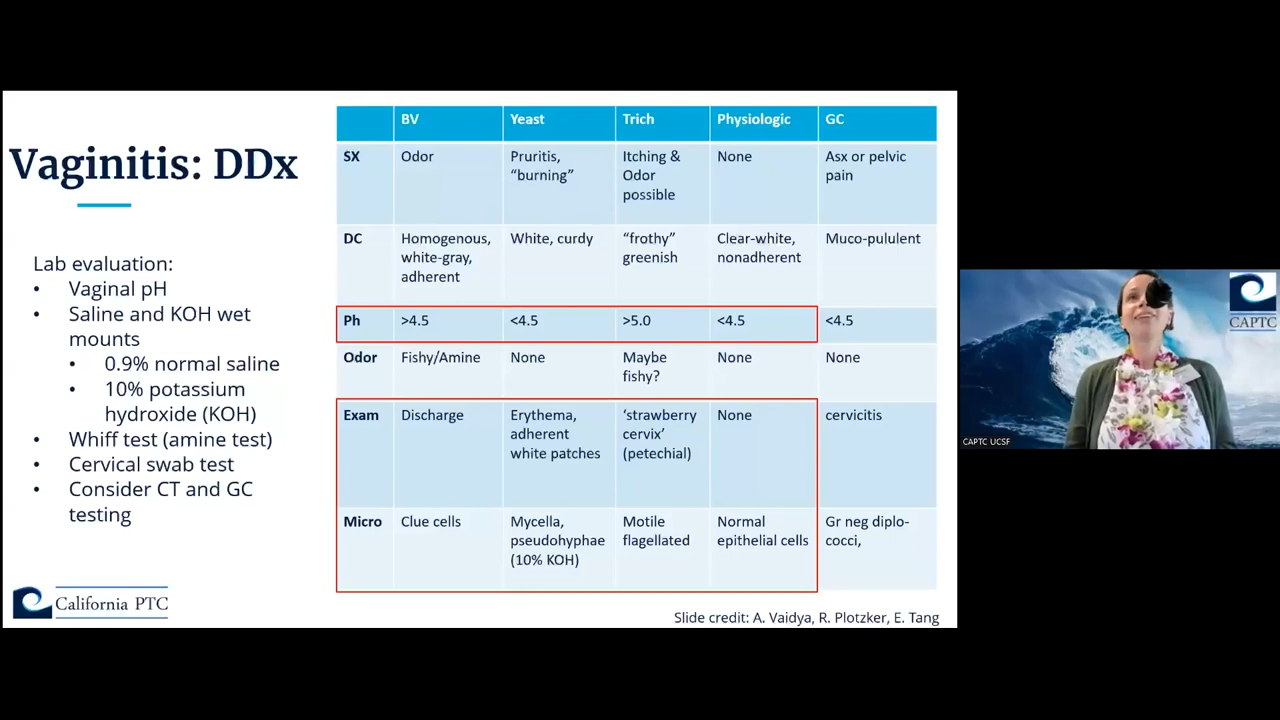 Vaginitis: DDx
Lab evaluation:
• Vaginal pH
• Saline and KOH wet
mounts
• 0.9% normal saline
• 10% potassium
hydroxide (KOH)
• Whiff test (amine test)
• Cervical swab test
• Consider CT and GC
testing
BV Yeast Trich Physiologic GC
SX Odor Pruritis, Itching & None Asx or pelvic
“burning” Odor pain
possible
DC Homogenous, White, curdy “frothy” Clear-white, Muco-pululent
white-gray, greenish nonadherent
adherent
Ph >4.5 <4.5 >5.0 <4.5 <4.5
Odor Fishy/Amine None Maybe None None
fishy?
Exam Discharge Erythema, ‘strawberry None cervicitis
adherent cervix’
white patches (petechial)
Micro Clue cells Mycella, Motile Normal Gr neg diplo-
pseudohyphae flagellated epithelial cells cocci,
(10% KOH)
California PTC
Slide credit: A. Vaidya, R. Plotzker, E. Tang
CAPTC
CAPTC UCSF